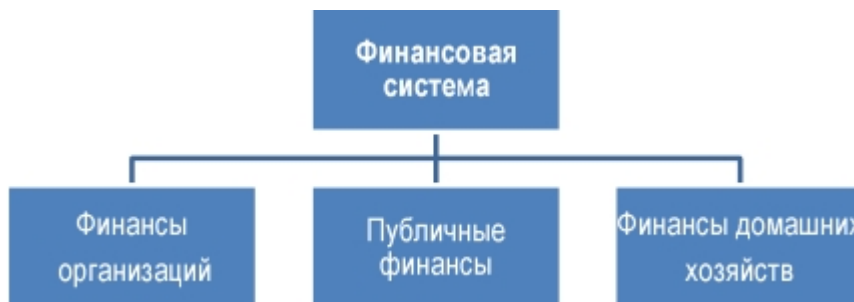 Финансовая
система
Финансы
организаций
Публичные
финансы
Финансы домашних
хозяйств